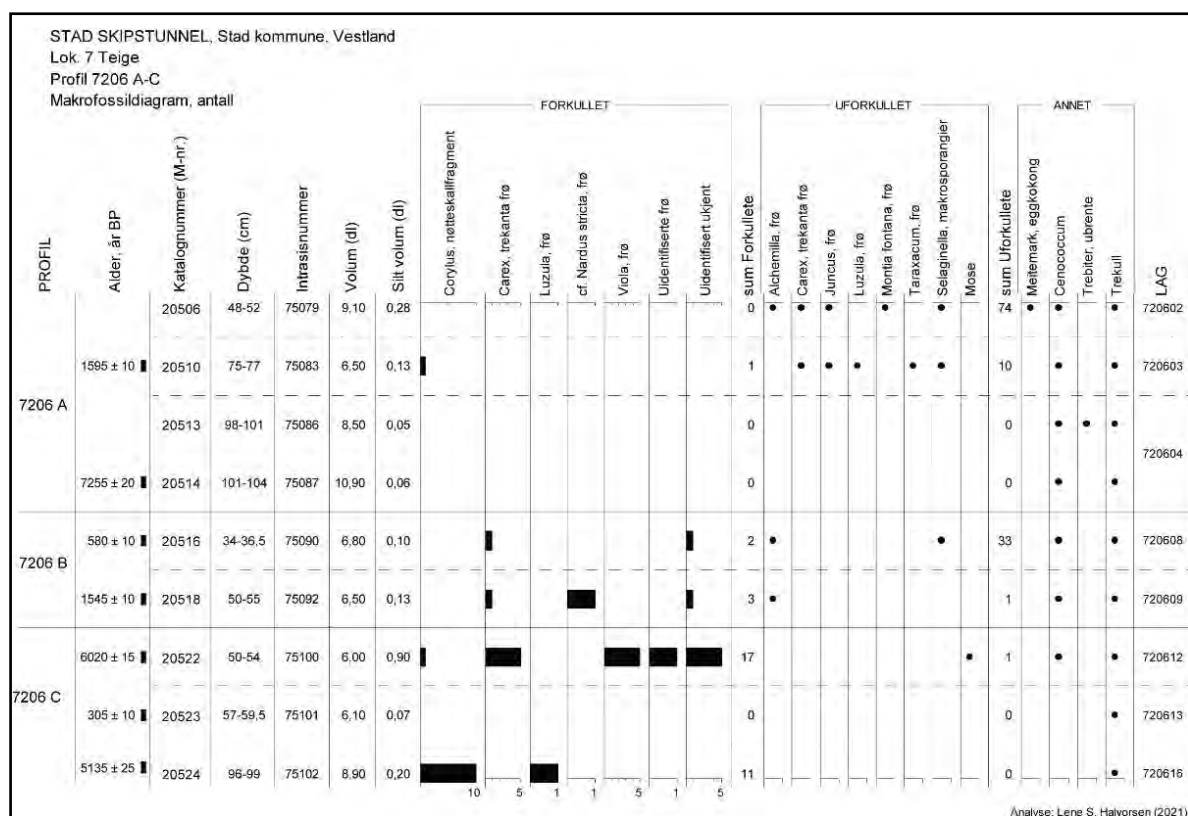 STAD SKIPSTUNNEL, Stad kommune, Vestland
Lok. 7 Teige
Profil 7206 A-C
Makrofossildiagram, antall
FORKULLET UFORKULLET ANNET
PROFIL
Alder, år BP
Katalognummer (M-nr.)
Dybde (cm)
Intrasisnummer
Volum (dl)
Silt volum (dl)
Corylus, nøtteskallfragment
Carex, trekanta frø
Luzula, frø
cf. Nardus stricta, frø
Viola, frø
Uidentifiserte frø
Uidentifisert ukjent
sum Forkullete
Alchemilla, frø
Carex, trekanta frø
Juncus, frø
Luzula, frø
Montia fontana, frø
Taraxacum, frø
Selaginella, makrosporangier
Mose
sum Uforkullete
Meitemark, eggkokong
Cenococcum
Trebiter, ubrente
Trekull
LAG
20506 48-52 75079 9,10 0,28 0 74 720602
1595 ± 10 20510 75-77 75083 6,50 0,13 1 10 720603
7206 A
20513 98-101 75086 8,50 0,05 0 0
720604
7255 ± 20 20514 101-104 75087 10,90 0,06 0 0
580 ± 10 20516 34-36,5 75090 6,80 0,10 2 33 720608
7206 B
1545 ± 10 20518 50-55 75092 6,50 0,13 3 1 720609
6020 ± 15 20522 50-54 75100 6,00 0,90 17 1 720612
7206 C
305 ± 10 20523 57-59,5 75101 6,10 0,07 0 0 720613
5135 ± 25 20524 96-99 75102 8,90 0,20 11 0 720616
10 5 1 1 5 1 5
Analyse: Lene S. Halvorsen (2021)